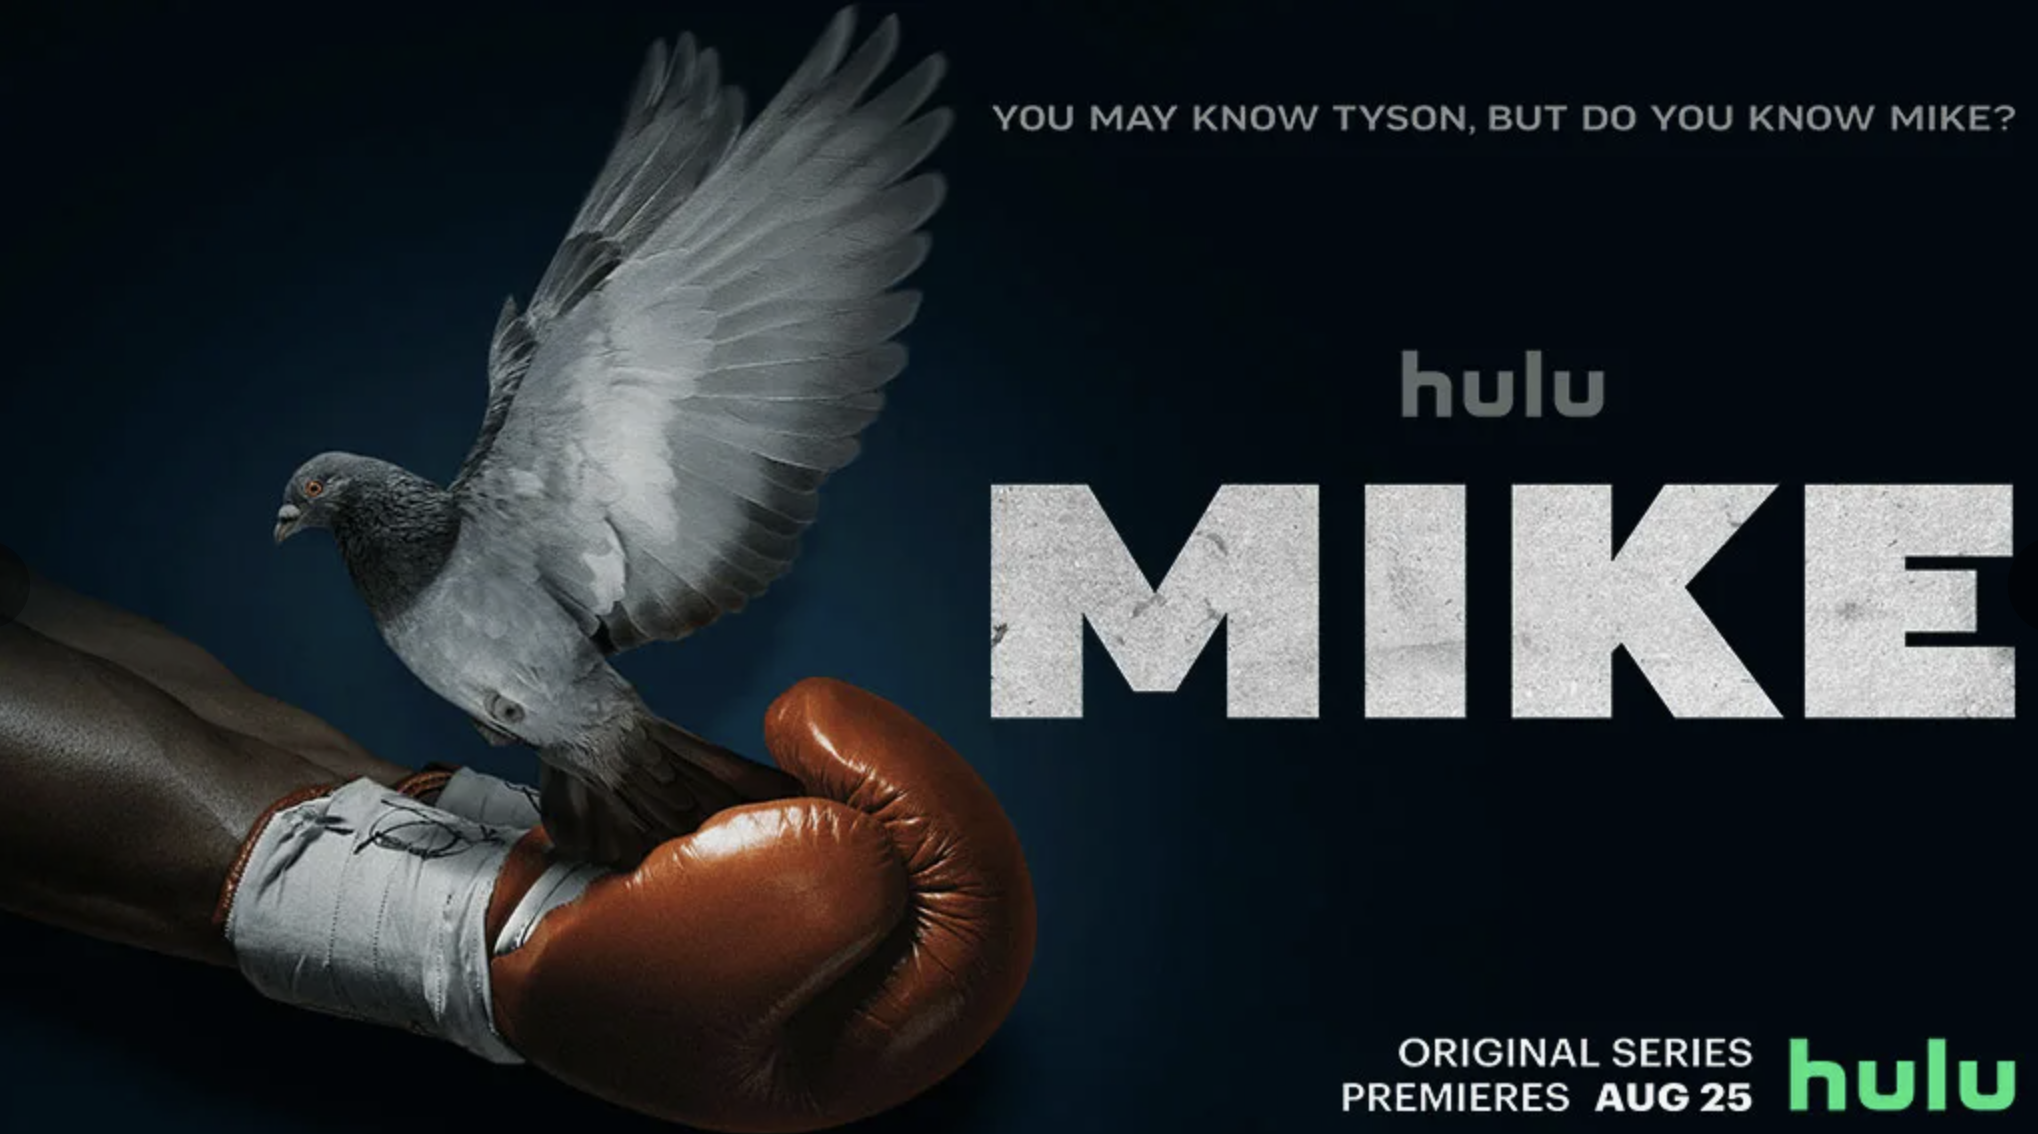 YOU MAY KNOW TYSON, BUT DO YOU KNOW MIKE?
hulu
MIKE
ORIGINAL SERIES
PREMIERES AUG 25
hulu